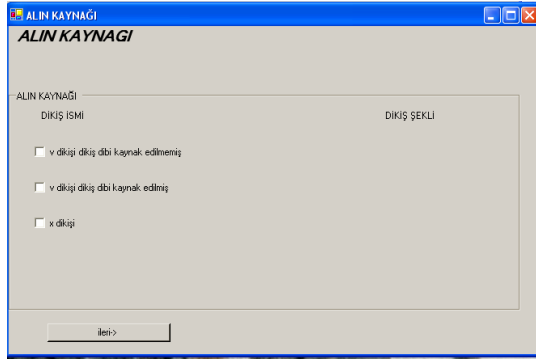 ALIN KAYNAĞI
ALIN KAYNAGI
ALIN KAYNAĞI
DİKİŞ İSMİ DİKİŞ ŞEKLİ
v dikişi dikiş dibi kaynak edilmemiş
v dikişi dikiş dibi kaynak edilmiş
x dikişi
ileri->